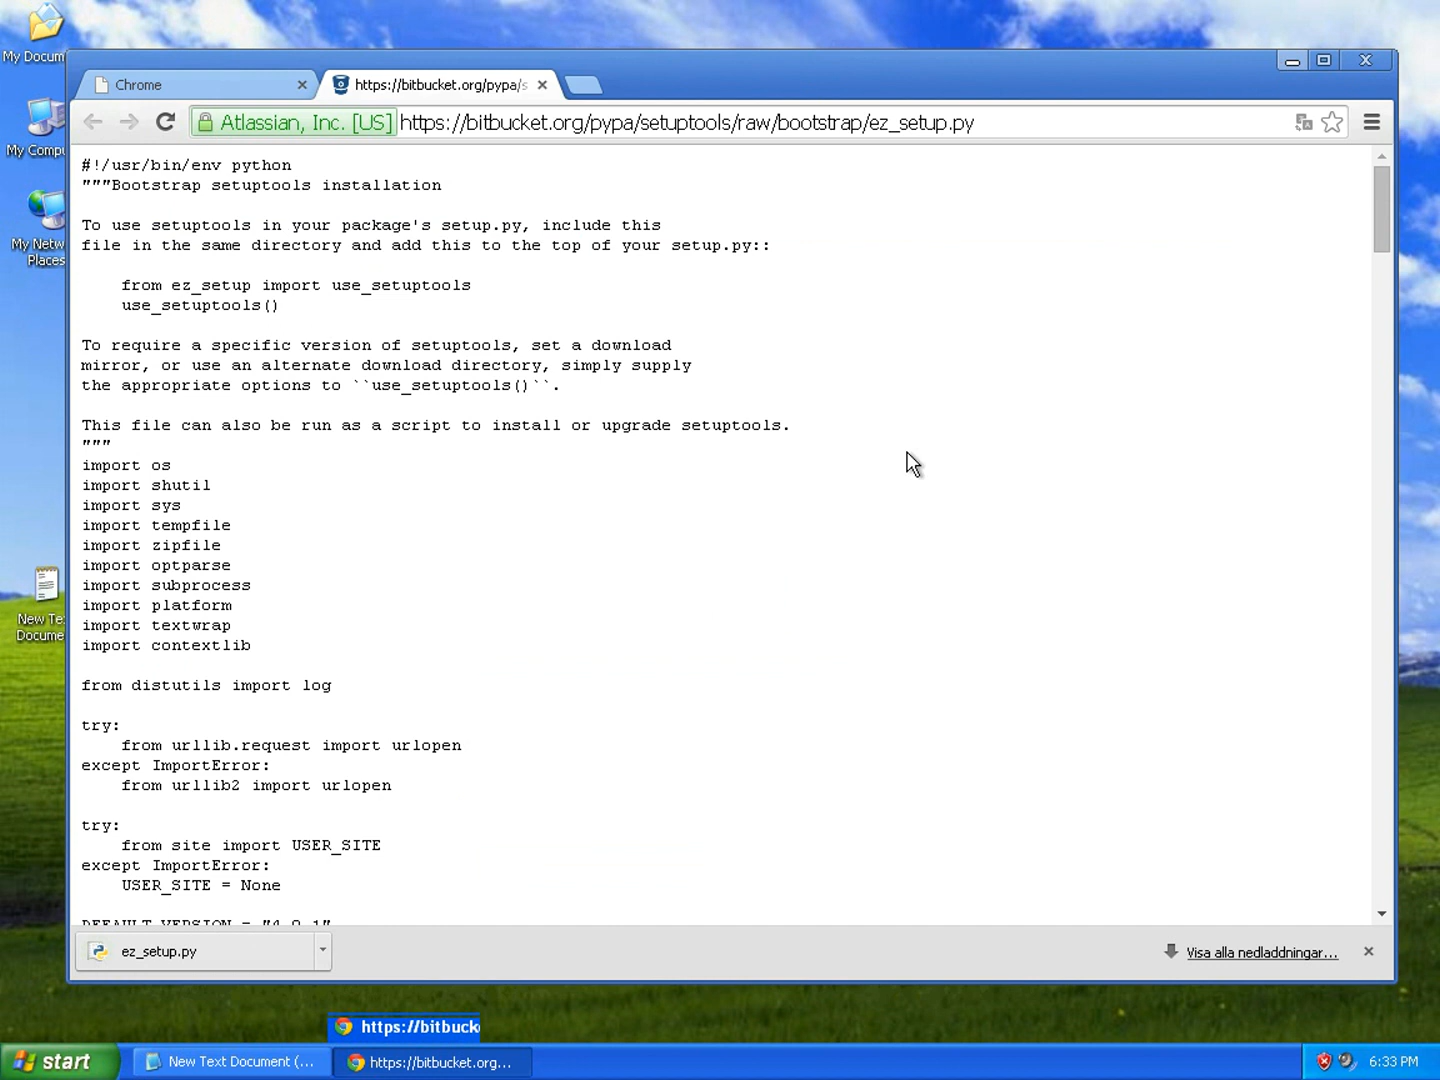 My Docum
My Compu
My Netw
Places
New Te
Docume
Chrome
https://bitbucket.org/pypa/s
Atlassian, Inc. [US] https://bitbucket.org/pypa/setuptools/raw/bootstrap/ez_setup.py
#!/usr/bin/env python
"""Bootstrap setuptools installation
To use setuptools in your package's setup.py, include this
file in the same directory and add this to the top of your setup.py::
from ez_setup import use_setuptools
use_setuptools()
To require a specific version of setuptools, set a download
mirror, or use an alternate download directory, simply supply
the appropriate options to ``use_setuptools()``.
This file can also be run as a script to install or upgrade setuptools.
"""
import os
import shutil
import sys
import tempfile
import zipfile
import optparse
import subprocess
import platform
import textwrap
import contextlib
from distutils import log
try:
from urllib.request import urlopen
except ImportError:
from urllib2 import urlopen
try:
from site import USER_SITE
except ImportError:
USER_SITE = None
DEFAULT_VERSION = "4.0.1"
ez_setup.py
Visa alla nedladdningar...
https://bitbuck
start
New Text Document (...
https://bitbucket.org...
6:33 PM